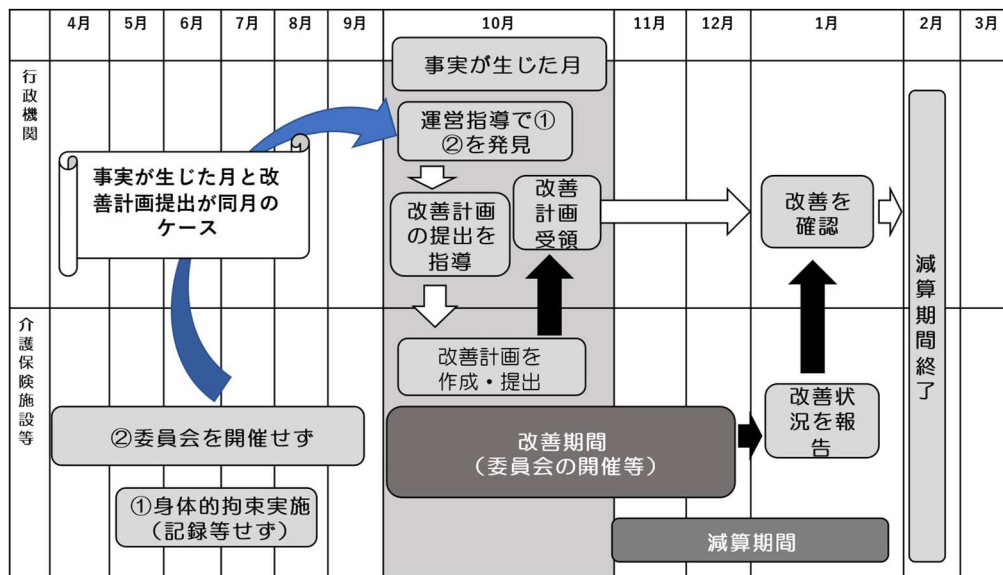 4月
5月
6月
7月
8月
9月
10月
11月
12月
1月
2月
3月
行政機関
事実が生じた月
運営指導で①
②を発見
事実が生じた月と改
善計画提出が同月の
ケース
改善計画
の提出を
指導
改善
計画
受領
改善を
確認
減算期間終了
介護保険施設等
改善計画を
作成・提出
②委員会を開催せず
改善期間
（委員会の開催等）
改善状
況を報
告
①身体的拘束実施
（記録等せず）
減算期間